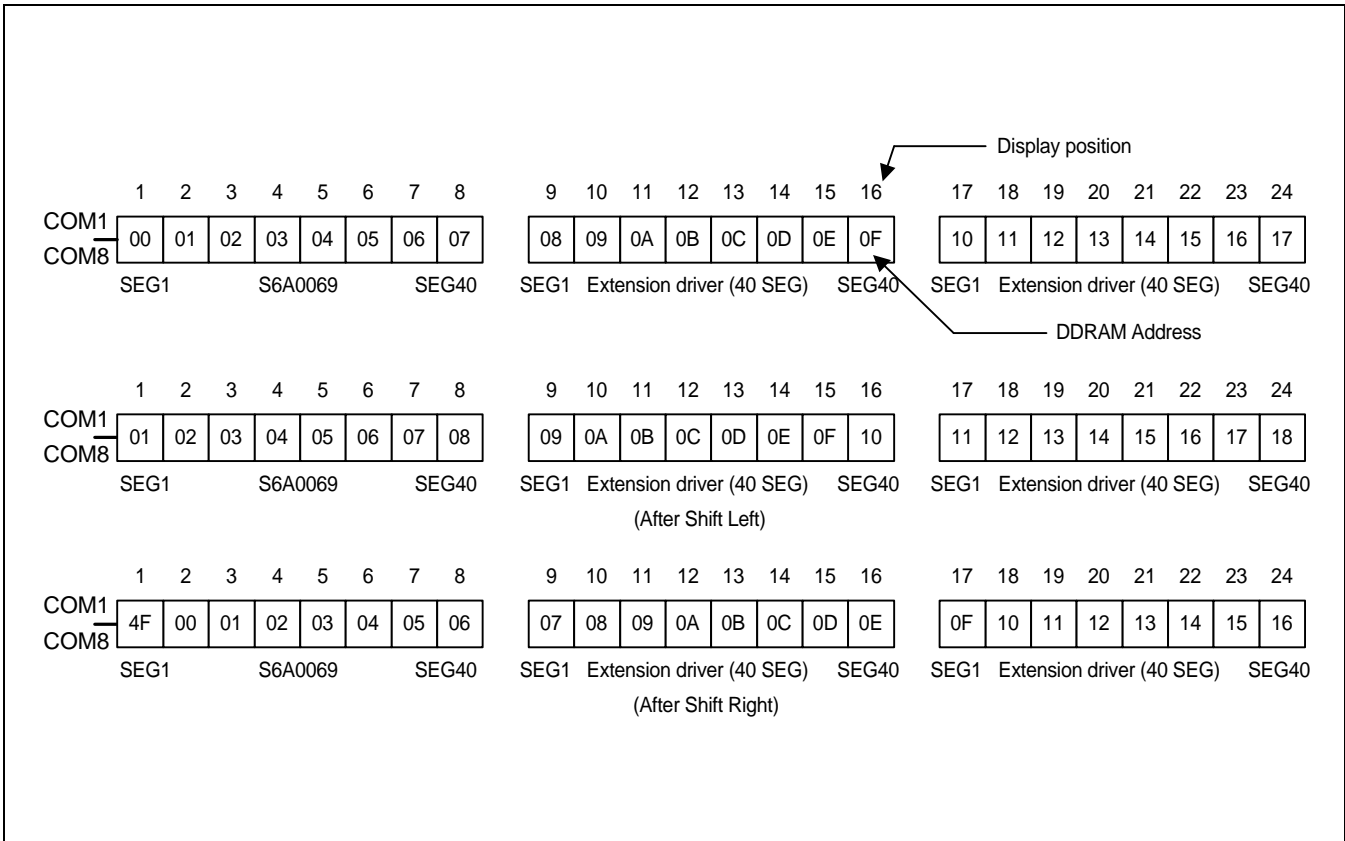 Display position
1 2 3 4 5 6 7 8 9 10 11 12 13 14 15 16 17 18 19 20 21 22 23 24
COM1
00 01 02 03 04 05 06 07 08 09 0A 0B 0C 0D 0E 0F 10 11 12 13 14 15 16 17
COM8
SEG1 S6A0069 SEG40 SEG1 Extension driver (40 SEG) SEG40 SEG1 Extension driver (40 SEG) SEG40
DDRAM Address
1 2 3 4 5 6 7 8 9 10 11 12 13 14 15 16 17 18 19 20 21 22 23 24
COM1
01 02 03 04 05 06 07 08 09 0A 0B 0C 0D 0E 0F 10 11 12 13 14 15 16 17 18
COM8
SEG1 S6A0069 SEG40 SEG1 Extension driver (40 SEG) SEG40 SEG1 Extension driver (40 SEG) SEG40
(After Shift Left)
1 2 3 4 5 6 7 8 9 10 11 12 13 14 15 16 17 18 19 20 21 22 23 24
COM1
4F 00 01 02 03 04 05 06 07 08 09 0A 0B 0C 0D 0E 0F 10 11 12 13 14 15 16
COM8
SEG1 S6A0069 SEG40 SEG1 Extension driver (40 SEG) SEG40 SEG1 Extension driver (40 SEG) SEG40
(After Shift Right)